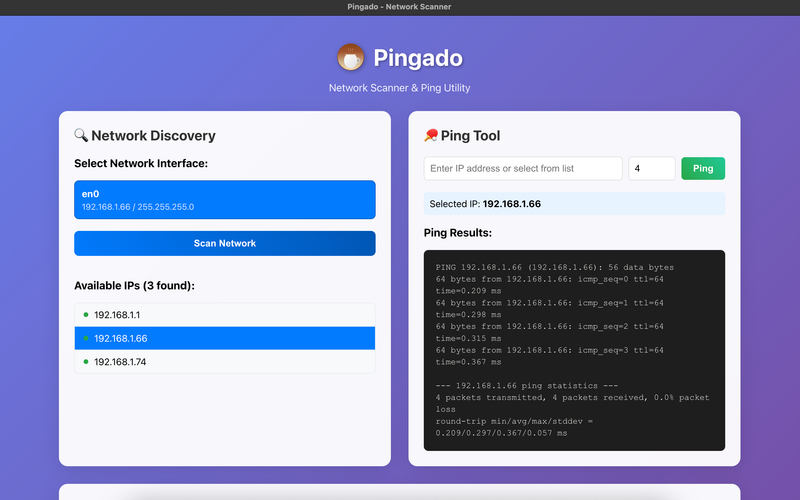 Pingado - Network Scanner
Pingado
Network Scanner & Ping Utility
Network Discovery
Select Network Interface:
en0
192.168.1.66 / 255.255.255.0
Scan Network
Available IPs (3 found):
192.168.1.1
192.168.1.66
192.168.1.74
Ping Tool
Enter IP address or select from list
4
Ping
Selected IP: 192.168.1.66
Ping Results:
PING 192.168.1.66 (192.168.1.66): 56 data bytes
64 bytes from 192.168.1.66: icmp_seq=0 ttl=64
time=0.209 ms
64 bytes from 192.168.1.66: icmp_seq=1 ttl=64
time=0.298 ms
64 bytes from 192.168.1.66: icmp_seq=2 ttl=64
time=0.315 ms
64 bytes from 192.168.1.66: icmp_seq=3 ttl=64
time=0.367 ms
--- 192.168.1.66 ping statistics ---
4 packets transmitted, 4 packets received, 0.0% packet
loss
round-trip min/avg/max/stddev =
0.209/0.297/0.367/0.057 ms